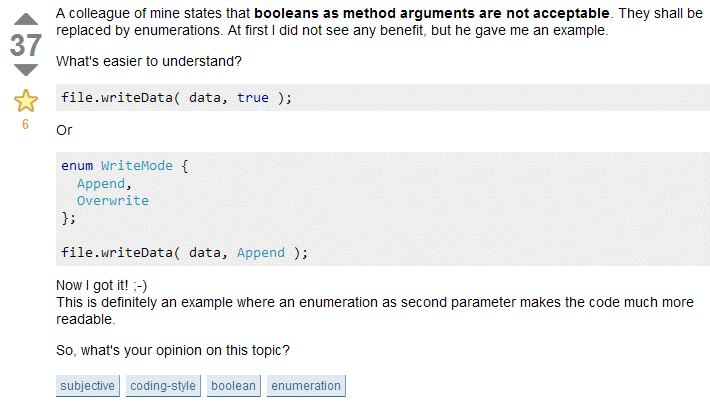 A colleague of mine states that booleans as method arguments are not acceptable. They shall be
37
replaced by enumerations. At first I did not see any benefit, but he gave me an example.
What's easier to understand?
6
file.writeData( data, true );
Or
enum WriteMode {
  Append,
  Overwrite
};
file.writeData( data, Append );
Now I got it! ;-)
This is definitely an example where an enumeration as second parameter makes the code much more
readable.
So, what's your opinion on this topic?
subjective coding-style boolean enumeration